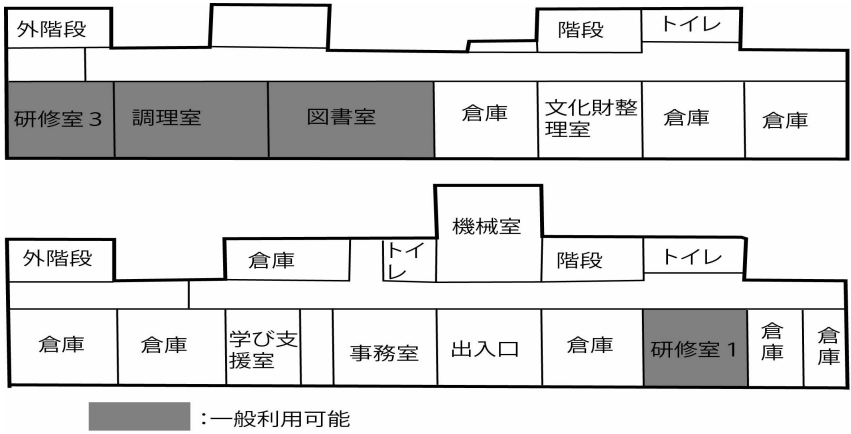 外階段
階段
トイレ
研修室３
調理室
図書室
倉庫
文化財整
理室
倉庫
倉庫
機械室
外階段
倉庫
トイ
レ
階段
トイレ
倉庫
倉庫
学び支
援室
事務室
出入口
倉庫
研修室１
倉
庫
倉
庫
：一般利用可能